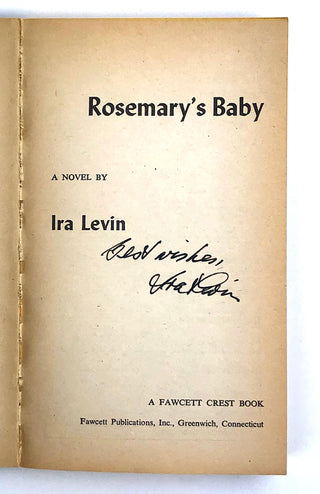 Rosemary's Baby
A NOVEL BY
Ira Levin
Best wishes,
Ira Levin
A FAWCETT CREST BOOK
Fawcett Publications, Inc., Greenwich, Connecticut